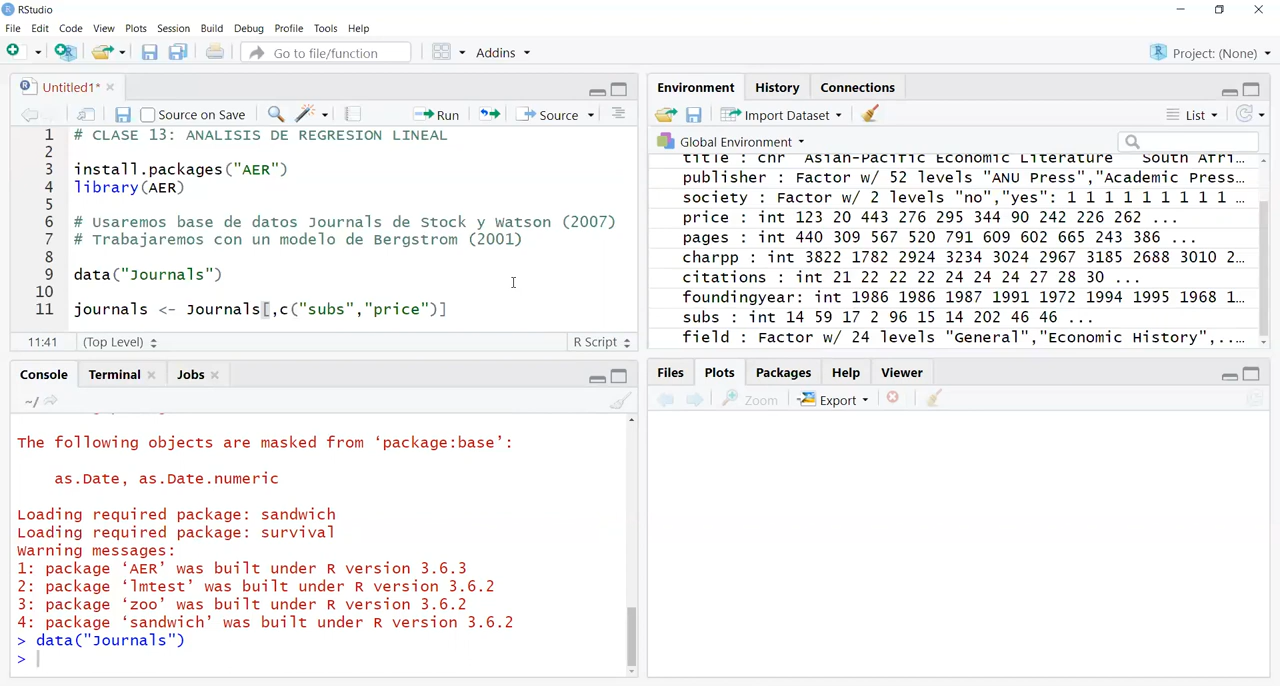 RStudio
File Edit Code View Plots Session Build Debug Profile Tools Help
Go to file/function Addins Project: (None)
Untitled1*
Source on Save Run Source
1 # CLASE 13: ANALISIS DE REGRESION LINEAL
2
3 install.packages("AER")
4 library(AER)
5
6 # Usaremos base de datos Journals de Stock y Watson (2007)
7 # Trabajaremos con un modelo de Bergstrom (2001)
8
9 data("Journals")
10
11 journals <- Journals[,c("subs","price")]
11:41 (Top Level) R Script
Console Terminal Jobs
~/
The following objects are masked from ‘package:base’:
as.Date, as.Date.numeric
Loading required package: sandwich
Loading required package: survival
Warning messages:
1: package ‘AER’ was built under R version 3.6.3
2: package ‘lmtest’ was built under R version 3.6.2
3: package ‘zoo’ was built under R version 3.6.2
4: package ‘sandwich’ was built under R version 3.6.2
> data("Journals")
>
Environment History Connections
Import Dataset List
Global Environment
title : chr "Asian-Pacific Economic Literature" "South Afri...
publisher : Factor w/ 52 levels "ANU Press","Academic Press...
society : Factor w/ 2 levels "no","yes": 1 1 1 1 1 1 1 1 1 ...
price : int 123 20 443 276 295 344 90 242 226 262 ...
pages : int 440 309 567 520 791 609 602 665 243 386 ...
charpp : int 3822 1782 2924 3234 3024 2967 3185 2688 3010 2...
citations : int 21 22 22 22 24 24 24 27 28 30 ...
foundingyear: int 1986 1986 1987 1991 1972 1994 1995 1968 1...
subs : int 14 59 17 2 96 15 14 202 46 46 ...
field : Factor w/ 24 levels "General","Economic History",..…
Files Plots Packages Help Viewer
Zoom Export